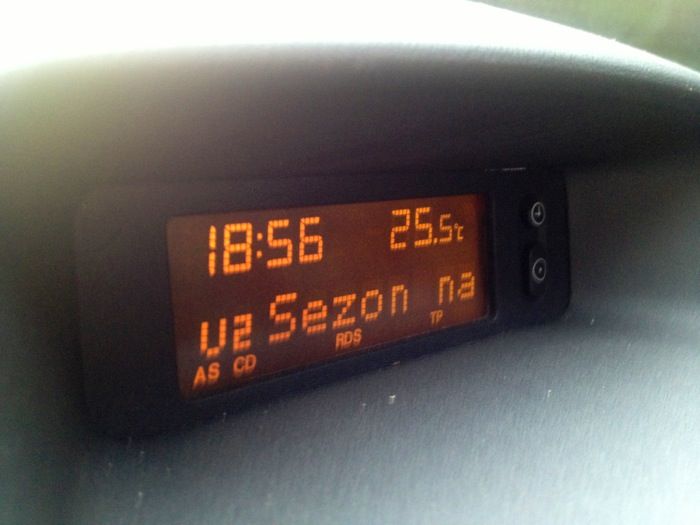 18:56 25.5°C
U2 Sezon na
AS CD RDS TP